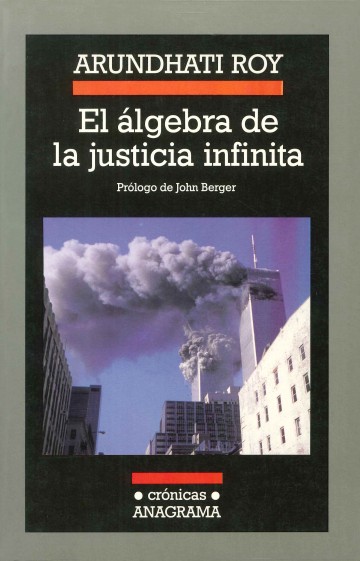 ARUNDHATI ROY
El álgebra de
la justicia infinita
Prólogo de John Berger
• crónicas •
ANAGRAMA